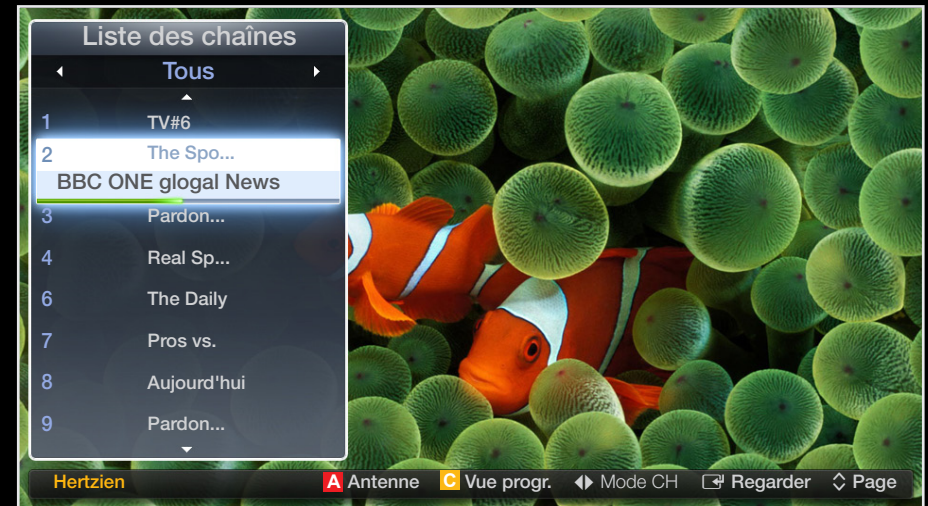 Liste des chaînes
Tous
1 TV#6
2 The Spo...
BBC ONE glogal News
3 Pardon...
4 Real Sp...
6 The Daily
7 Pros vs.
8 Aujourd'hui
9 Pardon...
Hertzien A Antenne C Vue progr. Mode CH Regarder Page